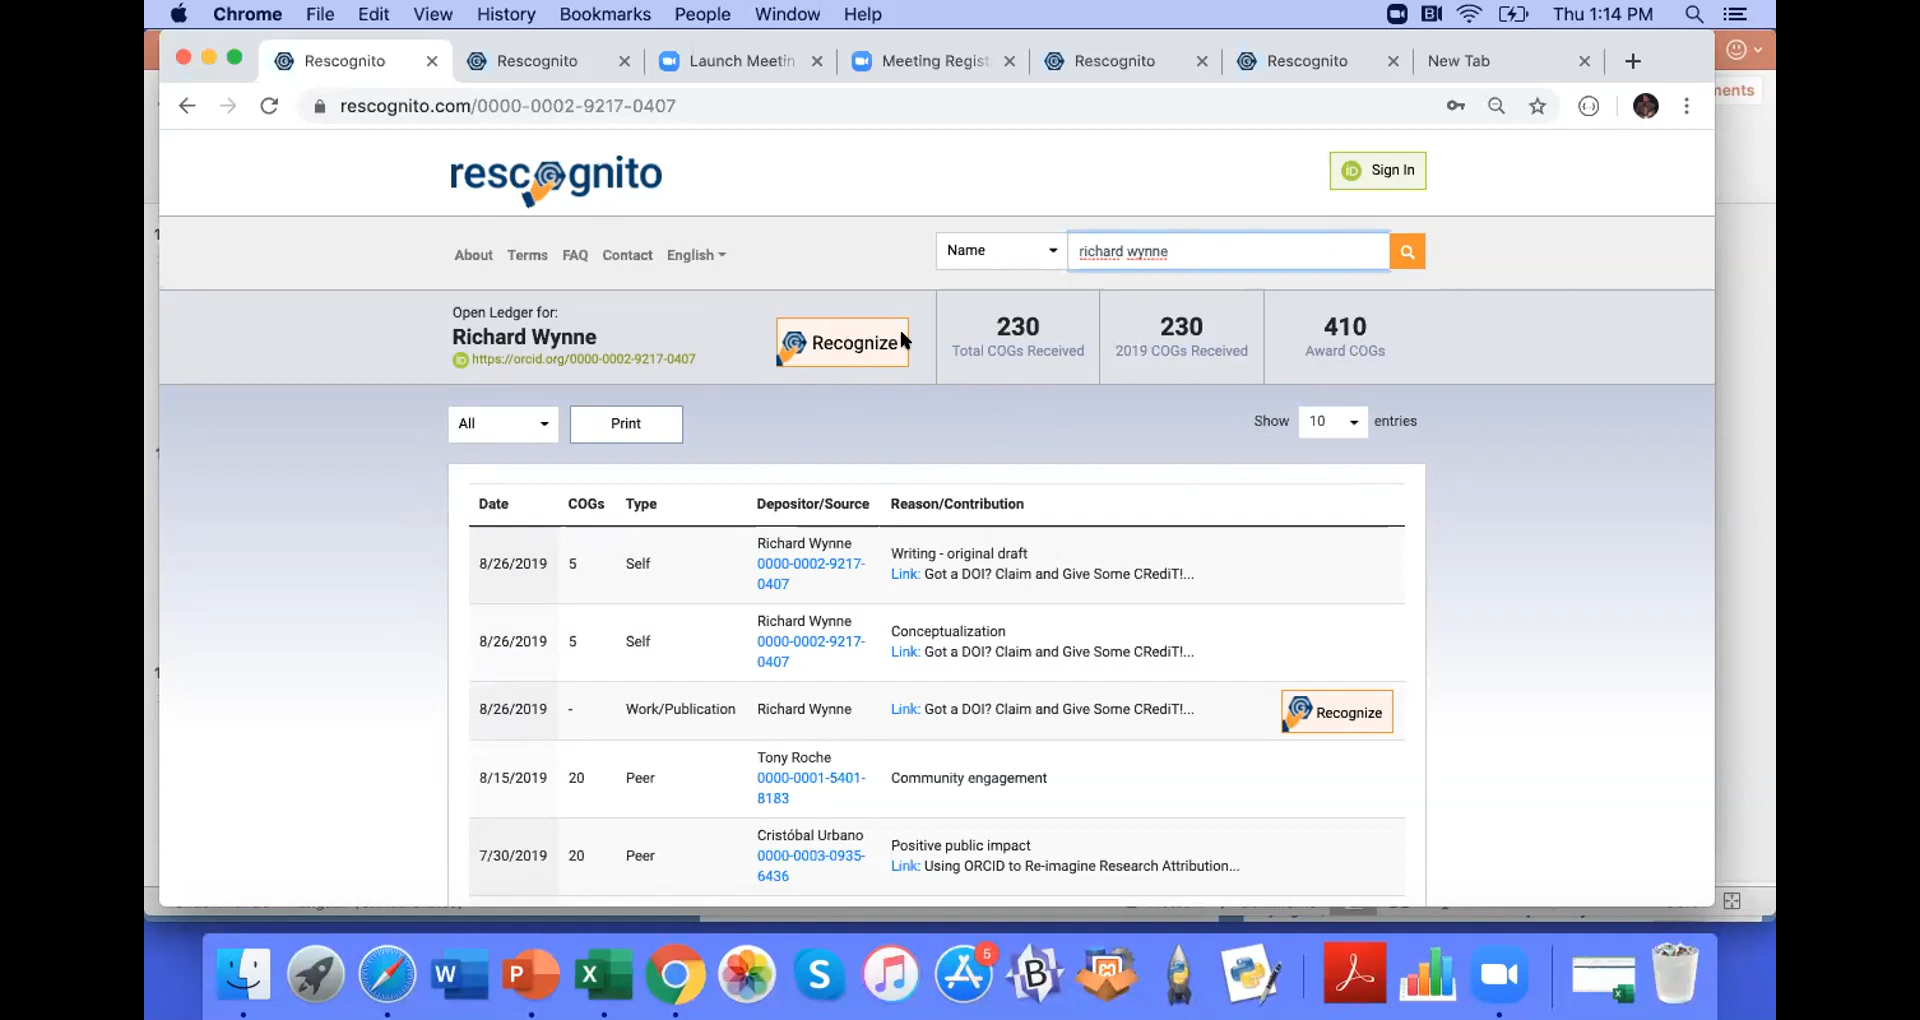 Chrome File Edit View History Bookmarks People Window Help Thu 1:14 PM
Rescognito Rescognito Launch Meetin Meeting Regist Rescognito Rescognito New Tab
rescognito.com/0000-0002-9217-0407
nents
rescognito
iD Sign In
About Terms FAQ Contact English
Name richard wynne
Open Ledger for:
Richard Wynne
iD https://orcid.org/0000-0002-9217-0407
Recognize
230
Total COGs Received
230
2019 COGs Received
410
Award COGs
All Print Show 10 entries
Date COGs Type Depositor/Source Reason/Contribution
8/26/2019 5 Self Richard Wynne 0000-0002-9217-
0407
Writing - original draft
Link: Got a DOI? Claim and Give Some CRediT!...
8/26/2019 5 Self Richard Wynne 0000-0002-9217-
0407
Conceptualization
Link: Got a DOI? Claim and Give Some CRediT!...
8/26/2019 - Work/Publication Richard Wynne Link: Got a DOI? Claim and Give Some CRediT!... Recognize
8/15/2019 20 Peer Tony Roche 0000-0001-5401-
8183
Community engagement
7/30/2019 20 Peer Cristóbal Urbano 0000-0003-0935-
6436
Positive public impact
Link: Using ORCID to Re-imagine Research Attribution...
W P X S 5 B